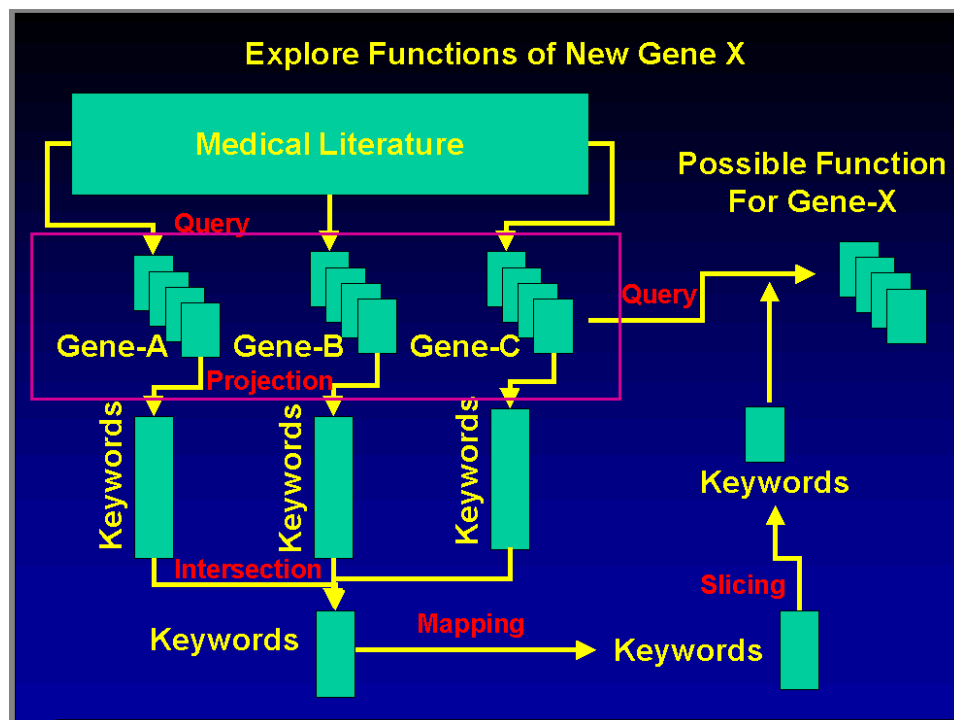 Explore Functions of New Gene X
Medical Literature
Possible Function
For Gene-X
Query
Query
Gene-A
Gene-B
Gene-C
Projection
Keywords
Keywords
Keywords
Keywords
Intersection
Slicing
Keywords
Mapping
Keywords